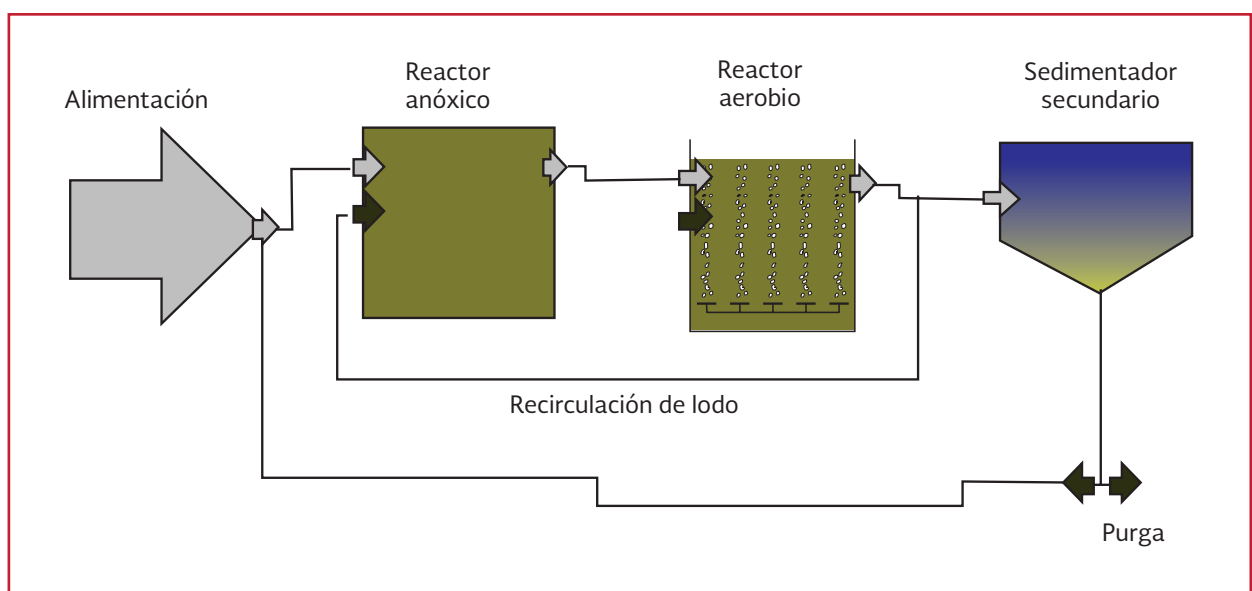 Alimentación
Reactor
anóxico
Reactor
aerobio
Sedimentador
secundario
Recirculación de lodo
Purga